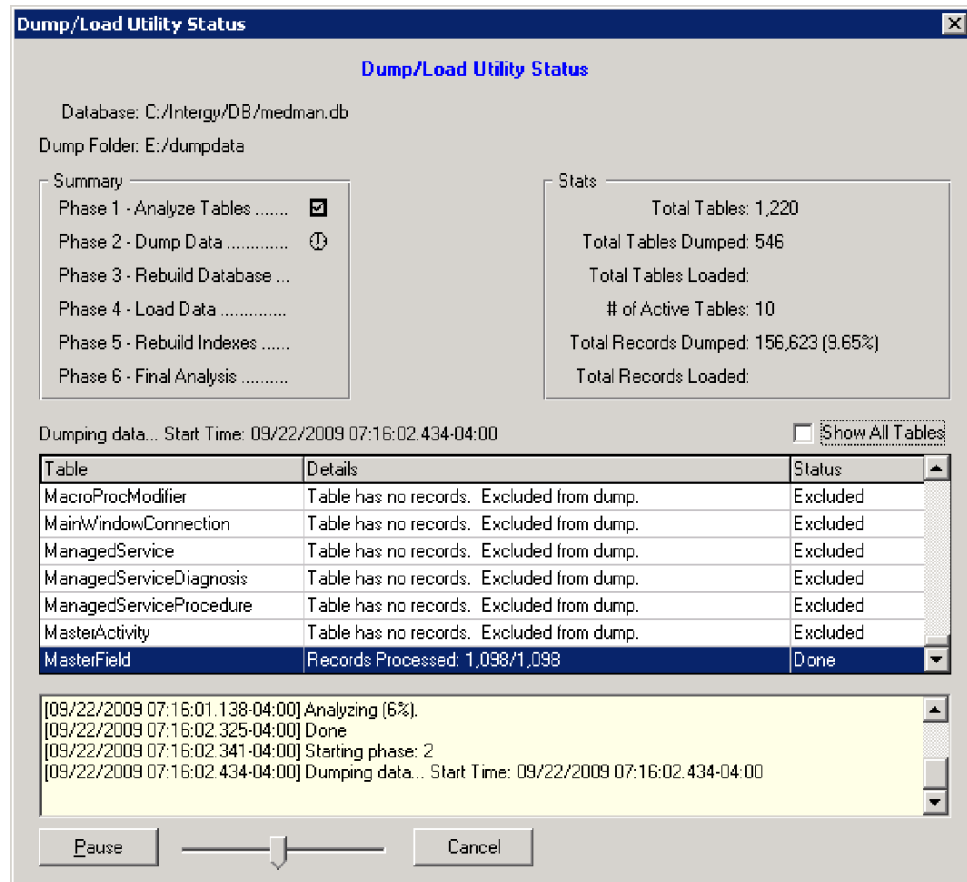 Dump/Load Utility Status
Dump/Load Utility Status
Database: C:/Intergy/DB/medman.db
Dump Folder: E:/dumpdata
Summary
Phase 1 - Analyze Tables .......
Phase 2 - Dump Data .............
Phase 3 - Rebuild Database ...
Phase 4 - Load Data ..............
Phase 5 - Rebuild Indexes ......
Phase 6 - Final Analysis ..........
Stats
Total Tables: 1,220
Total Tables Dumped: 546
Total Tables Loaded:
# of Active Tables: 10
Total Records Dumped: 156,623 (9.65%)
Total Records Loaded:
Dumping data... Start Time: 09/22/2009 07:16:02.434-04:00
Show All Tables
Table Details Status
MacroProcModifier Table has no records. Excluded from dump. Excluded
MainWindowConnection Table has no records. Excluded from dump. Excluded
ManagedService Table has no records. Excluded from dump. Excluded
ManagedServiceDiagnosis Table has no records. Excluded from dump. Excluded
ManagedServiceProcedure Table has no records. Excluded from dump. Excluded
MasterActivity Table has no records. Excluded from dump. Excluded
MasterField Records Processed: 1,098/1,098 Done
[09/22/2009 07:16:01.138-04:00] Analyzing (6%).
[09/22/2009 07:16:02.325-04:00] Done
[09/22/2009 07:16:02.341-04:00] Starting phase: 2
[09/22/2009 07:16:02.434-04:00] Dumping data... Start Time: 09/22/2009 07:16:02.434-04:00
Pause Cancel